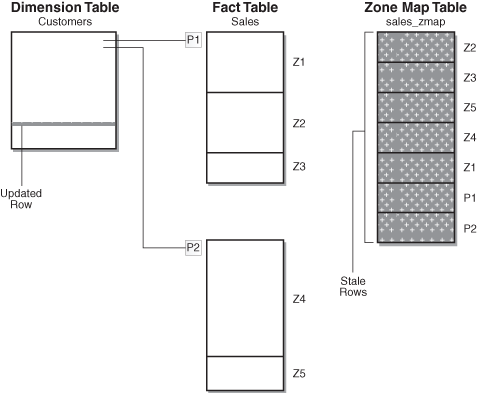 Dimension Table
Customers
Fact Table
Sales
Zone Map Table
sales_zmap
P1
Z1
Z2
Z3
P2
Z4
Z5
Updated
Row
Z2
Z3
Z5
Z4
Z1
P1
P2
Stale
Rows